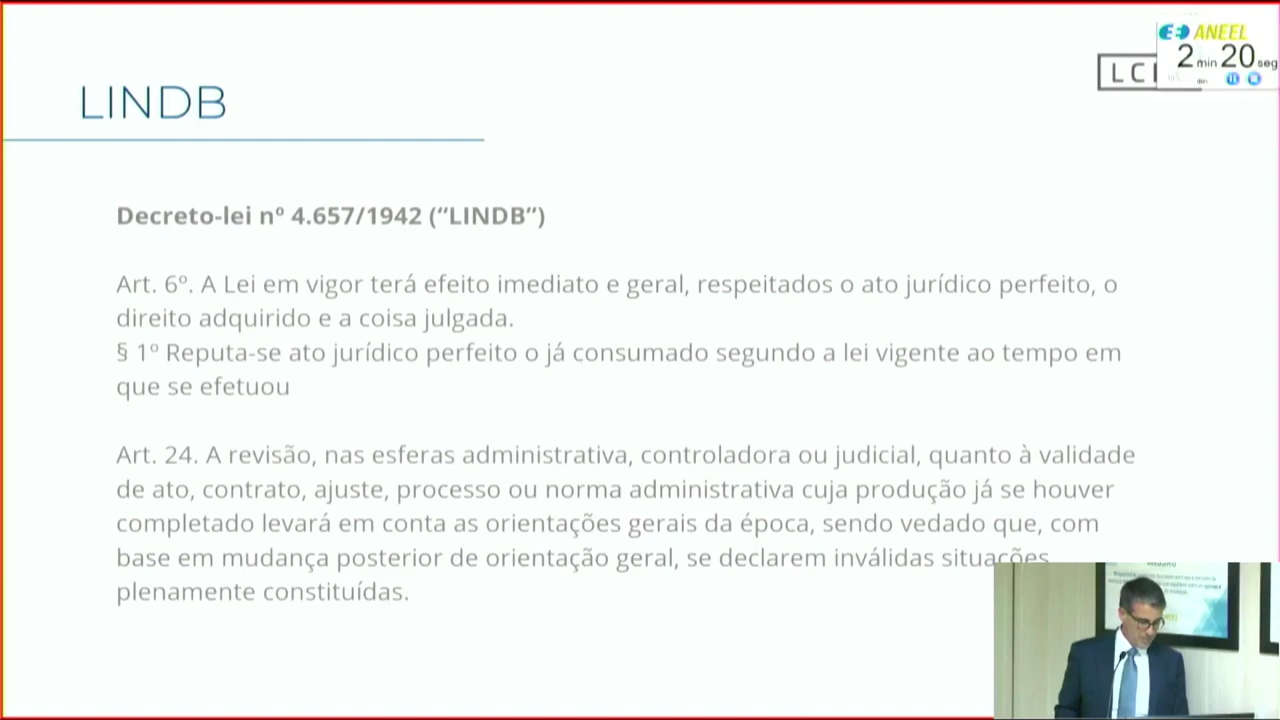 ANEEL
2 min 20 seg
LCI
LINDB
Decreto-lei nº 4.657/1942 (“LINDB”)
Art. 6º. A Lei em vigor terá efeito imediato e geral, respeitados o ato jurídico perfeito, o
direito adquirido e a coisa julgada.
§ 1º Reputa-se ato jurídico perfeito o já consumado segundo a lei vigente ao tempo em
que se efetuou
Art. 24. A revisão, nas esferas administrativa, controladora ou judicial, quanto à validade
de ato, contrato, ajuste, processo ou norma administrativa cuja produção já se houver
completado levará em conta as orientações gerais da época, sendo vedado que, com
base em mudança posterior de orientação geral, se declarem inválidas situações
plenamente constituídas.